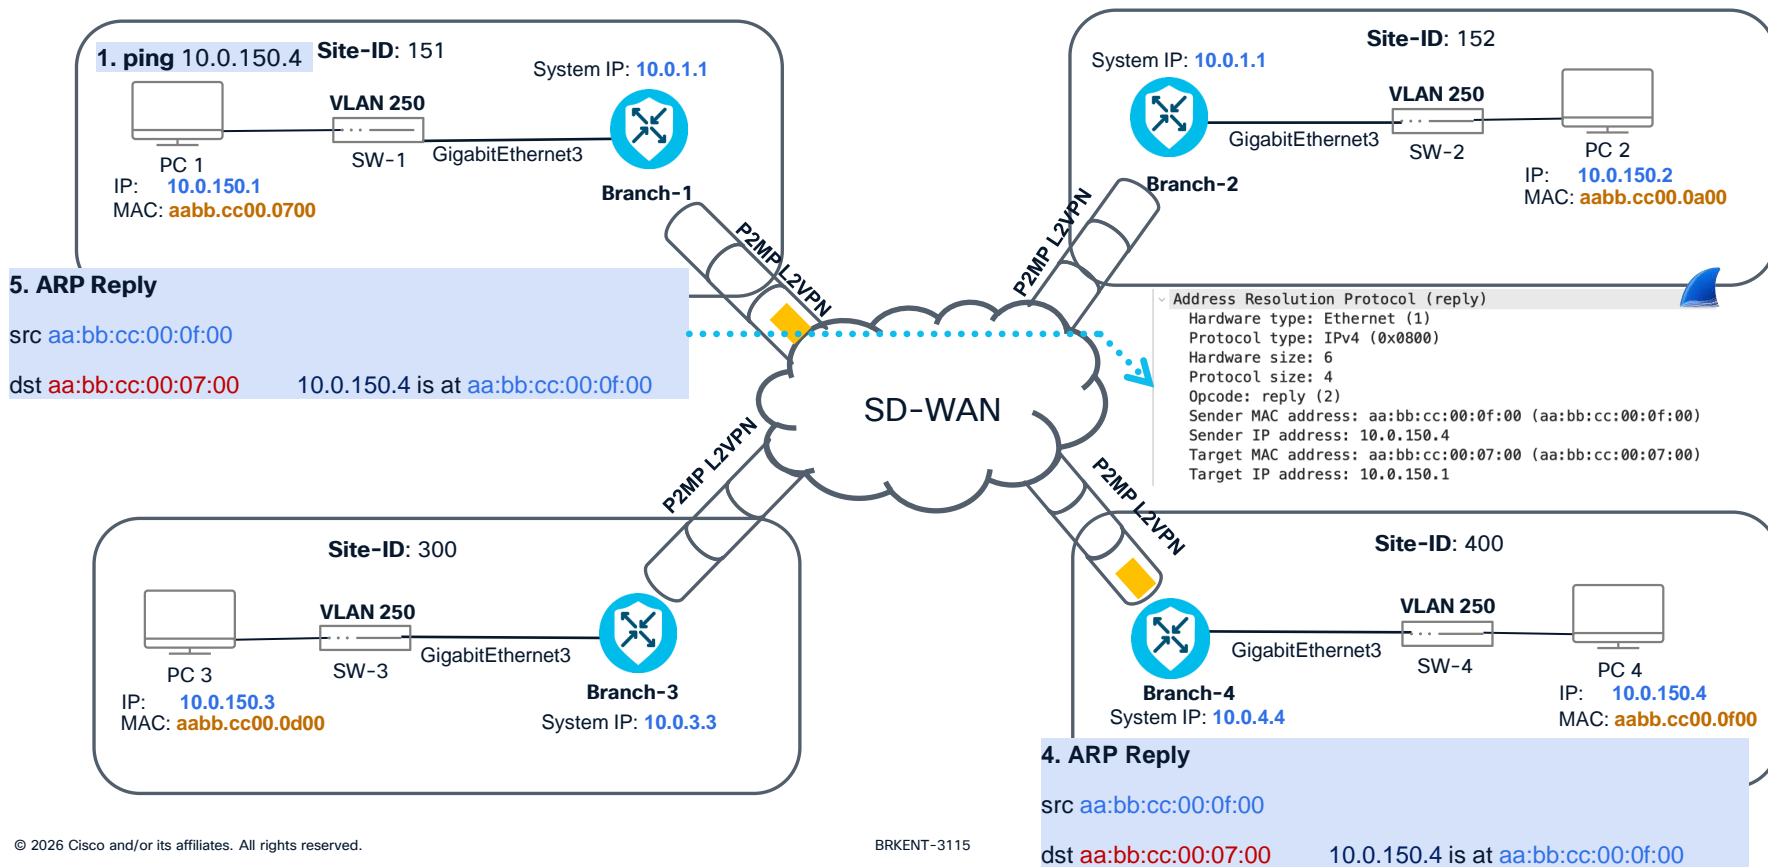 1. ping 10.0.150.4
Site-ID: 151
System IP: 10.0.1.1
VLAN 250
PC 1
SW-1
GigabitEthernet3
IP: 10.0.150.1
MAC: aabb.cc00.0700
Branch-1
P2MP L2VPN
Site-ID: 152
System IP: 10.0.1.1
VLAN 250
GigabitEthernet3
SW-2
PC 2
Branch-2
IP: 10.0.150.2
MAC: aabb.cc00.0a00
P2MP L2VPN
5. ARP Reply
src aa:bb:cc:00:0f:00
dst aa:bb:cc:00:07:00 10.0.150.4 is at aa:bb:cc:00:0f:00
Address Resolution Protocol (reply)
Hardware type: Ethernet (1)
Protocol type: IPv4 (0x0800)
Hardware size: 6
Protocol size: 4
Opcode: reply (2)
Sender MAC address: aa:bb:cc:00:0f:00 (aa:bb:cc:00:0f:00)
Sender IP address: 10.0.150.4
Target MAC address: aa:bb:cc:00:07:00 (aa:bb:cc:00:07:00)
Target IP address: 10.0.150.1
SD-WAN
P2MP L2VPN
P2MP L2VPN
Site-ID: 300
VLAN 250
PC 3
SW-3
GigabitEthernet3
IP: 10.0.150.3
MAC: aabb.cc00.0d00
Branch-3
System IP: 10.0.3.3
Site-ID: 400
VLAN 250
GigabitEthernet3
SW-4
PC 4
Branch-4
System IP: 10.0.4.4
IP: 10.0.150.4
MAC: aabb.cc00.0f00
4. ARP Reply
src aa:bb:cc:00:0f:00
dst aa:bb:cc:00:07:00 10.0.150.4 is at aa:bb:cc:00:0f:00
© 2026 Cisco and/or its affiliates. All rights reserved.
BRKENT-3115